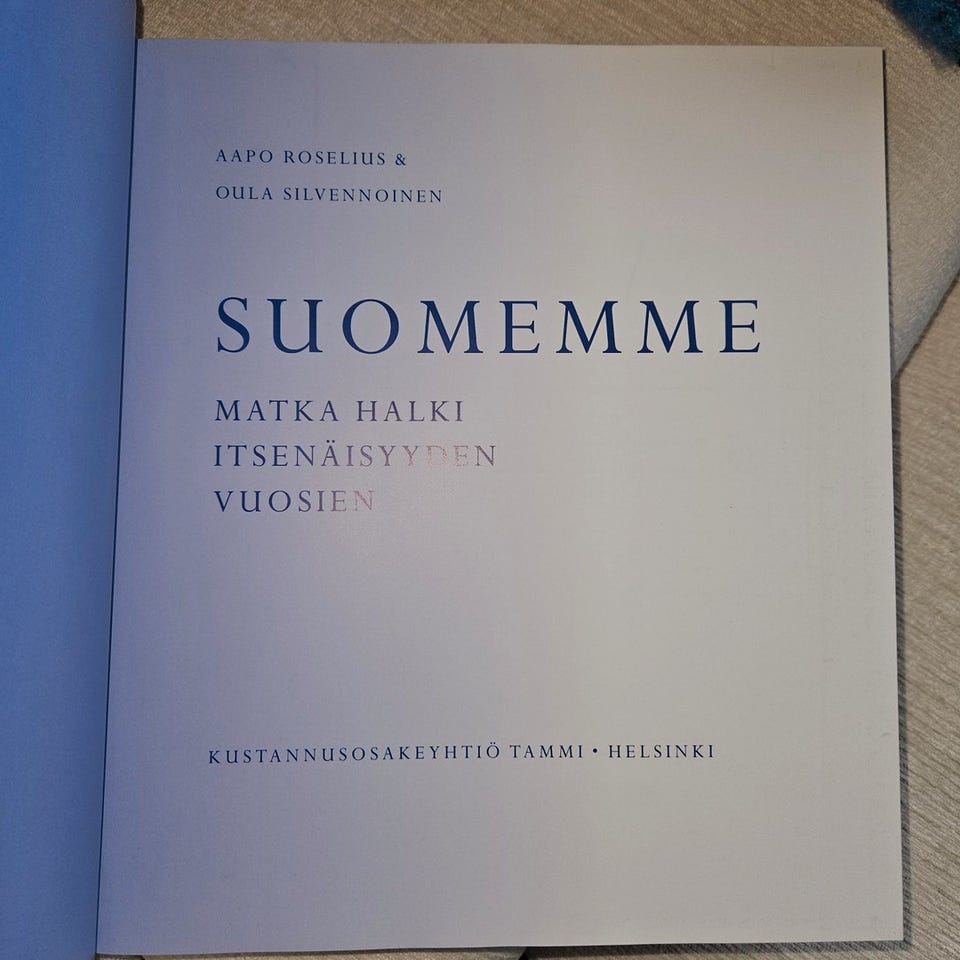 AAPO ROSELIUS &
OULA SILVENNOINEN
SUOMEMME
MATKA HALKI
ITSENÄISYYDEN
VUOSIEN
KUSTANNUSOSAKEYHTIÖ TAMMI • HELSINKI